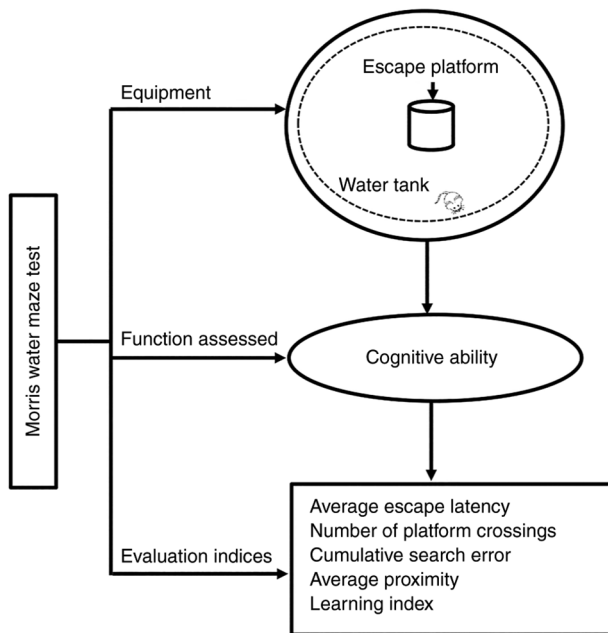 Escape platform
Equipment
Water tank
Morris water maze test
Function assessed
Cognitive ability
Average escape latency
Number of platform crossings
Cumulative search error
Average proximity
Learning index
Evaluation indices